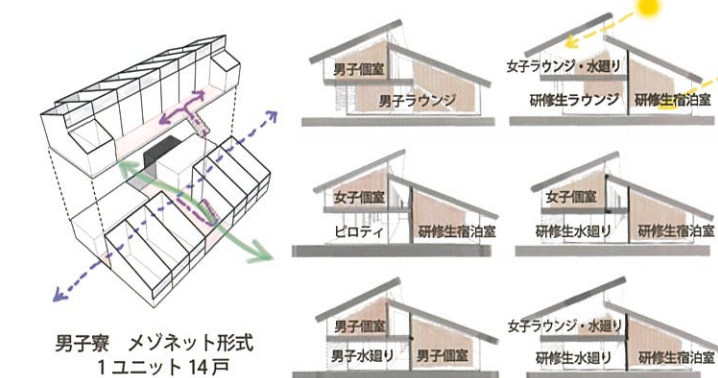 男子個室
男子ラウンジ
女子ラウンジ・水廻り
研修生ラウンジ
研修生宿泊室
女子個室
ピロティ
研修生宿泊室
女子個室
研修生水廻り
研修生宿泊室
男子個室
男子水廻り
男子個室
女子ラウンジ・水廻り
研修生水廻り
研修生宿泊室
男子寮 メゾネット形式
1ユニット14戸